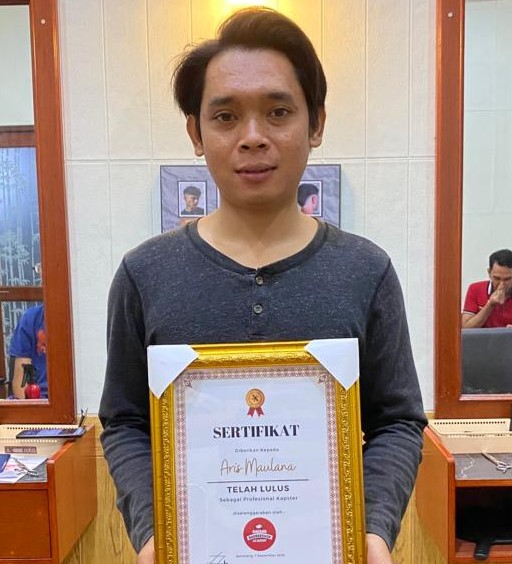 SERTIFIKAT
Diberikan Kepada
Aris Maulana
TELAH LULUS
Sebagai Profesional Kapster
diselenggarakan oleh :